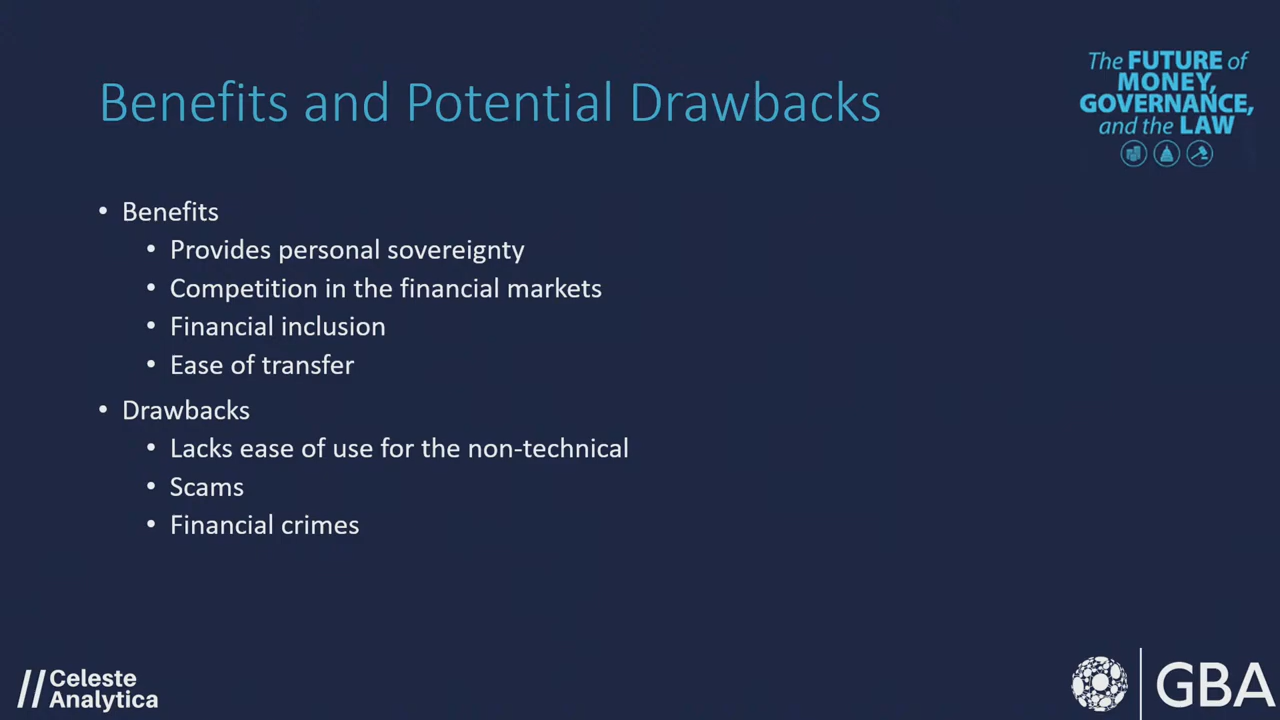 Benefits and Potential Drawbacks
The FUTURE of
MONEY,
GOVERNANCE,
and the LAW
• Benefits
• Provides personal sovereignty
• Competition in the financial markets
• Financial inclusion
• Ease of transfer
• Drawbacks
• Lacks ease of use for the non-technical
• Scams
• Financial crimes
//Celeste
Analytica
GBA